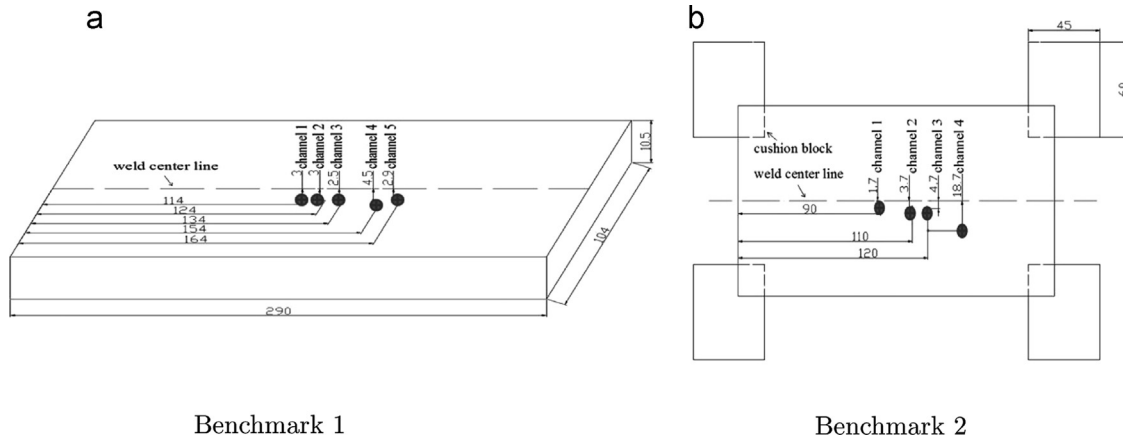 a
3 channel 1
3 channel 2
2.5 channel 3
4.5 channel 4
2.9 channel 5
10.5
weld center line
114
124
134
154
164
104
290
Benchmark 1
b
45
1.7 channel 1
3.7 channel 2
4.7 channel 3
18.7 channel 4
cushion block
weld center line
90
110
120
Benchmark 2